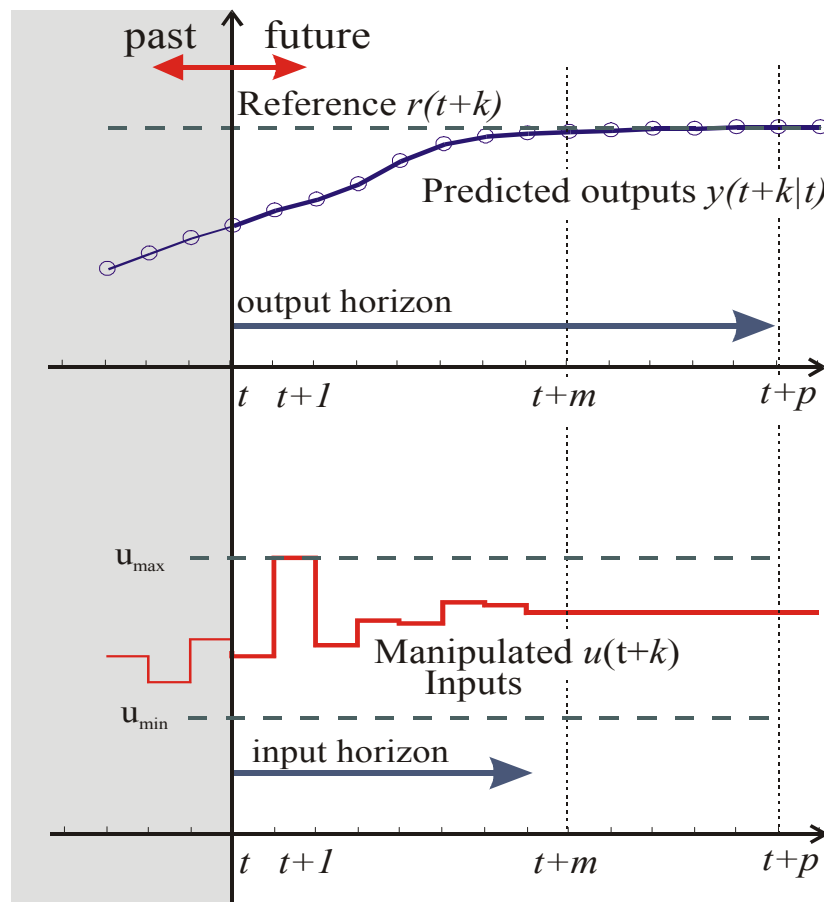 past future
Reference r(t+k)
Predicted outputs y(t+k|t)
output horizon
t t+1 t+m t+p
u_max
Manipulated u(t+k)
Inputs
u_min
input horizon
t t+1 t+m t+p